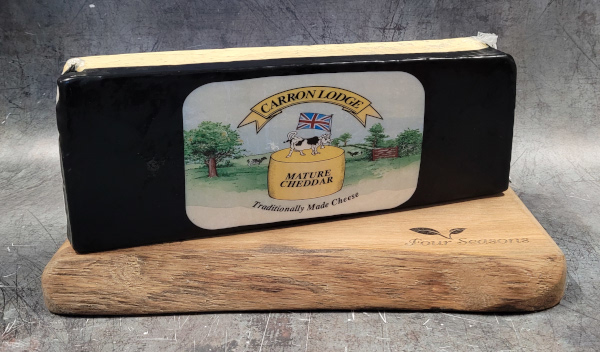 CARRON LODGE
MATURE
CHEDDAR
Traditionally Made Cheese
Four Seasons